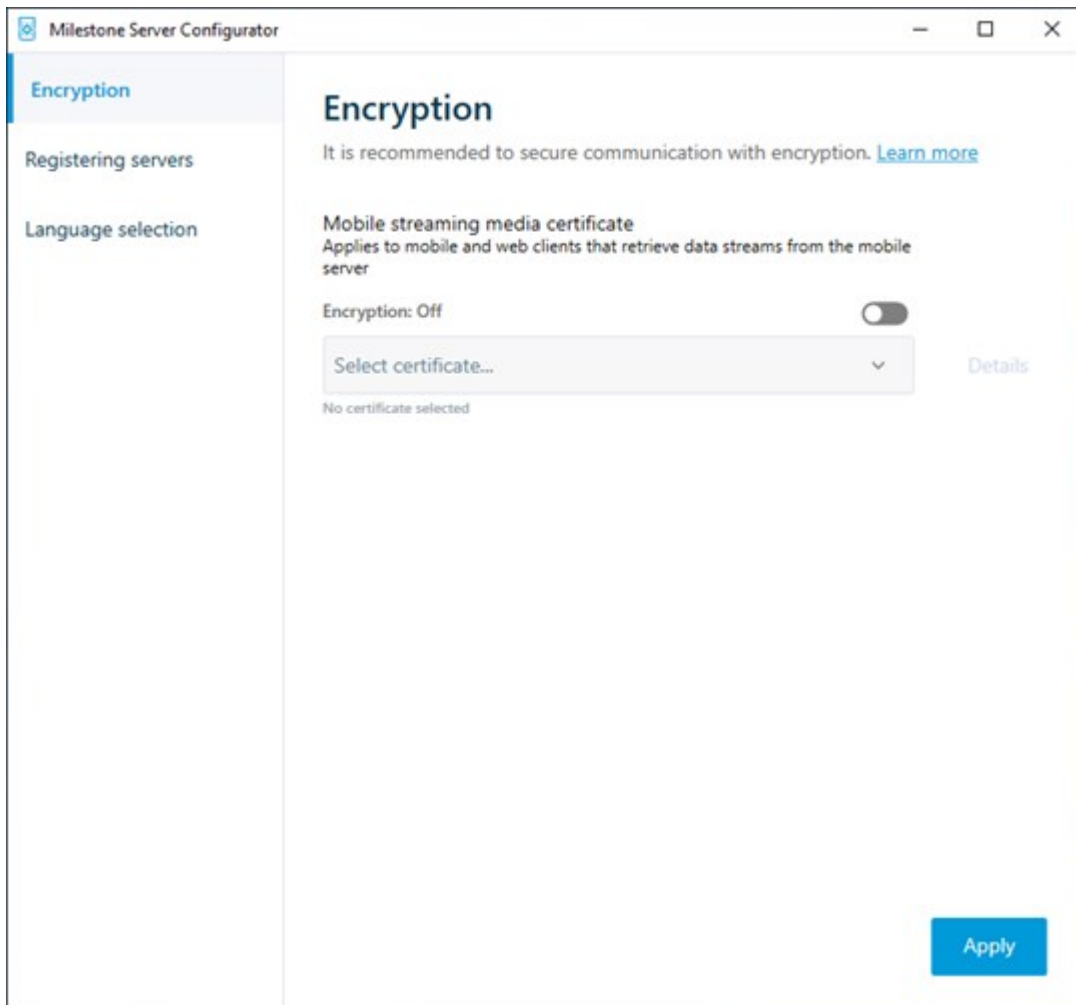 Milestone Server Configurator
Encryption
Registering servers
Language selection
Encryption
It is recommended to secure communication with encryption. Learn more
Mobile streaming media certificate
Applies to mobile and web clients that retrieve data streams from the mobile
server
Encryption: Off
Select certificate...
Details
No certificate selected
Apply